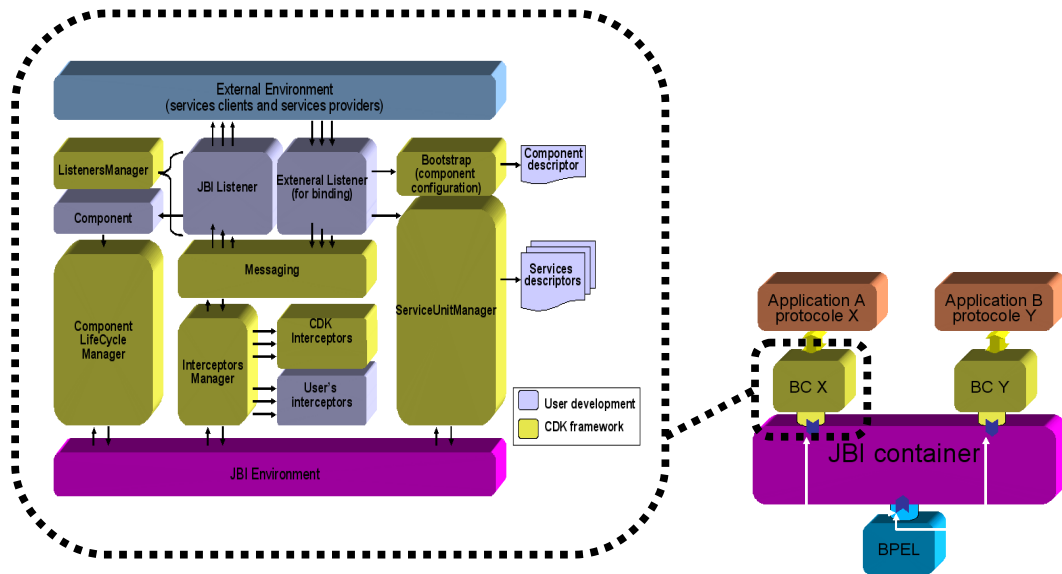 External Environment
(services clients and services providers)
ListenersManager
JBI Listener
Exteneral Listener
(for binding)
Bootstrap
(component
configuration)
Component
descriptor
Component
Messaging
Services
descriptors
Component
LifeCycle
Manager
Interceptors
Manager
CDK
Interceptors
User's
interceptors
ServiceUnitManager
User development
CDK framework
JBI Environment
Application A
protocole X
Application B
protocole Y
BC X
BC Y
JBI container
BPEL